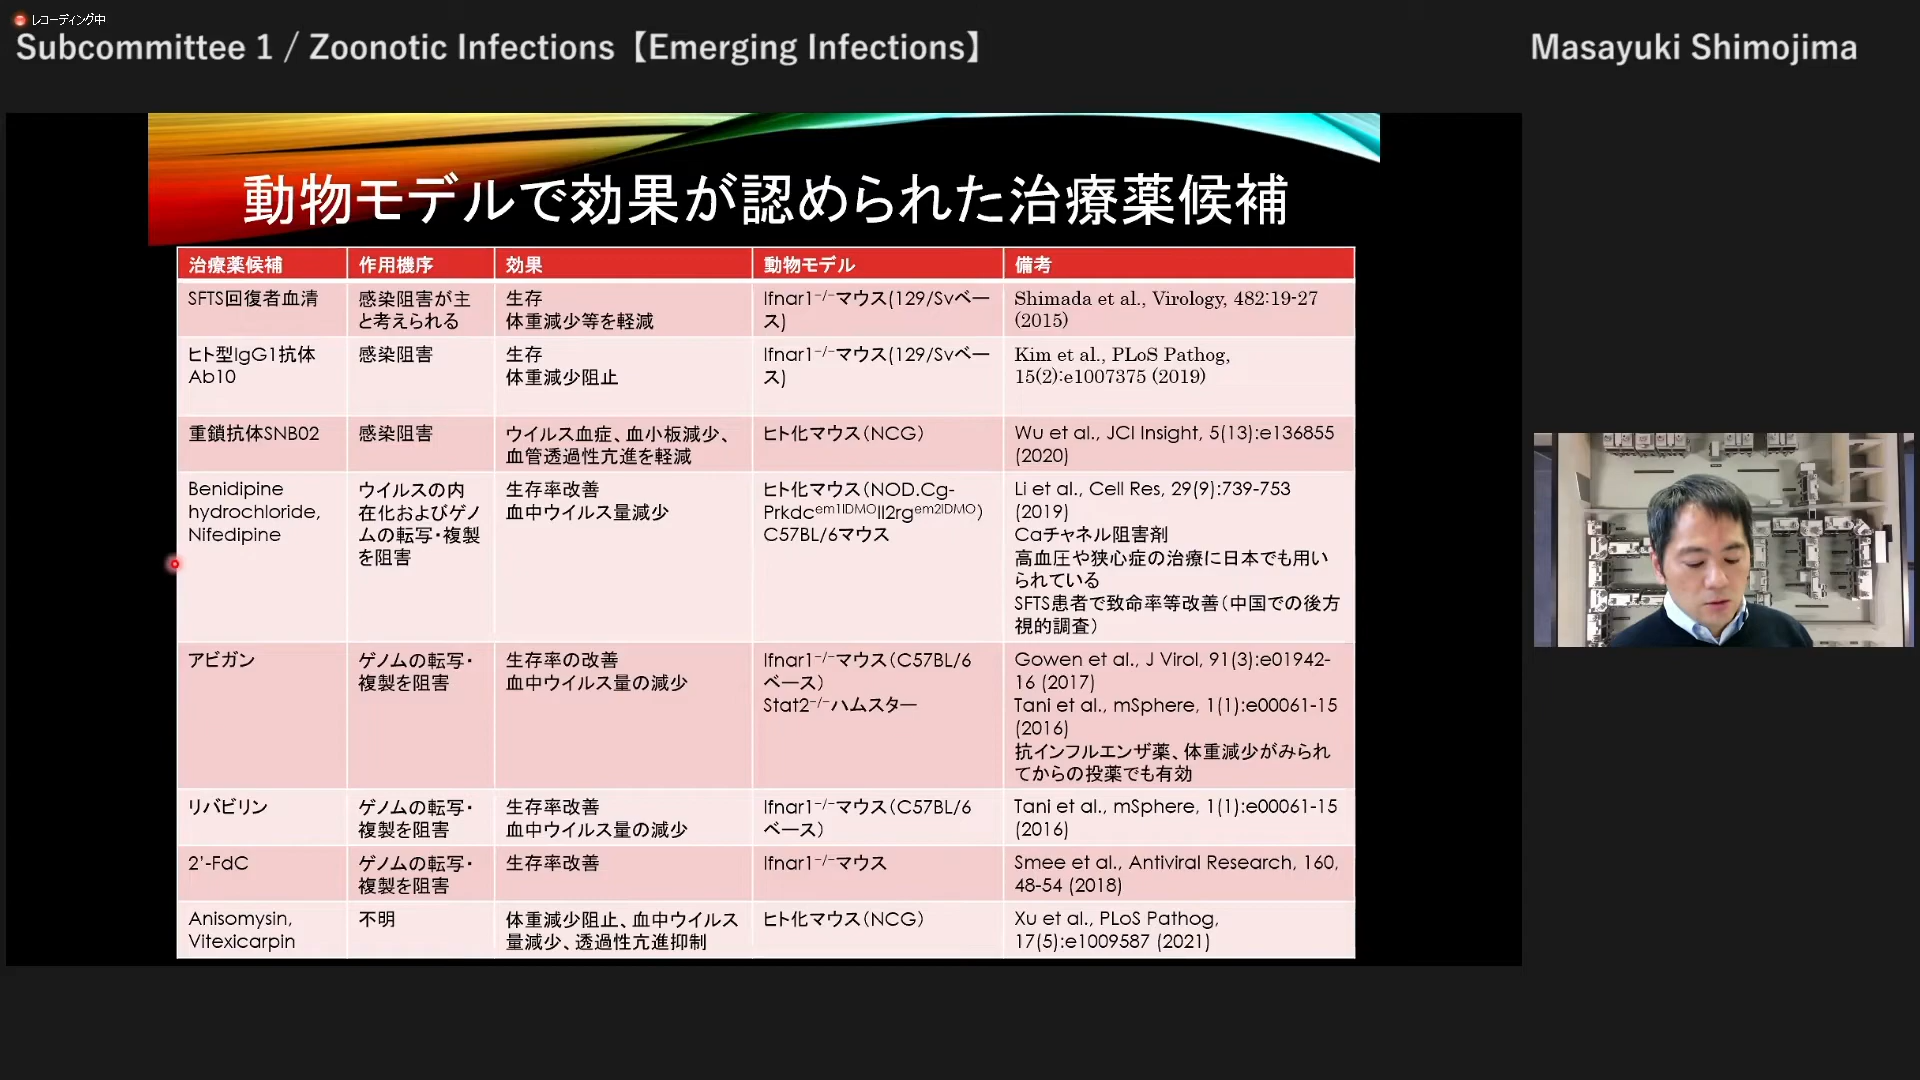 レコーディング中
Subcommittee 1 / Zoonotic Infections【Emerging Infections】
Masayuki Shimojima
動物モデルで効果が認められた治療薬候補
治療薬候補 作用機序 効果 動物モデル 備考
SFTS回復者血清
感染阻害が主
と考えられる
生存
体重減少等を軽減
Ifnar1⁻/⁻マウス(129/Svベー
ス)
Shimada et al., Virology, 482:19-27
(2015)
ヒト型IgG1抗体
Ab10
感染阻害
生存
体重減少阻止
Ifnar1⁻/⁻マウス(129/Svベー
ス)
Kim et al., PLoS Pathog,
15(2):e1007375 (2019)
重鎖抗体SNB02
感染阻害
ウイルス血症、血小板減少、
血管透過性亢進を軽減
ヒト化マウス（NCG）
Wu et al., JCI Insight, 5(13):e136855
(2020)
Benidipine
hydrochloride,
Nifedipine
ウイルスの内
在化およびゲノ
ムの転写・複製
を阻害
生存率改善
血中ウイルス量減少
ヒト化マウス（NOD.Cg-
Prkdcem1IDMOIl2rgem2IDMO）
C57BL/6マウス
Li et al., Cell Res, 29(9):739-753
(2019)
Caチャネル阻害剤
高血圧や狭心症の治療に日本でも用い
られている
SFTS患者で致命率等改善（中国での後方
視的調査）
アビガン
ゲノムの転写・
複製を阻害
生存率の改善
血中ウイルス量の減少
Ifnar1⁻/⁻マウス（C57BL/6
ベース）
Stat2⁻/⁻ハムスター
Gowen et al., J Virol, 91(3):e01942-
16 (2017)
Tani et al., mSphere, 1(1):e00061-15
(2016)
抗インフルエンザ薬、体重減少がみられ
てからの投薬でも有効
リバビリン
ゲノムの転写・
複製を阻害
生存率改善
血中ウイルス量の減少
Ifnar1⁻/⁻マウス（C57BL/6
ベース）
Tani et al., mSphere, 1(1):e00061-15
(2016)
2’-FdC
ゲノムの転写・
複製を阻害
生存率改善
Ifnar1⁻/⁻マウス
Smee et al., Antiviral Research, 160,
48-54 (2018)
Anisomysin,
Vitexicarpin
不明
体重減少阻止、血中ウイルス
量減少、透過性亢進抑制
ヒト化マウス（NCG）
Xu et al., PLoS Pathog,
17(5):e1009587 (2021)